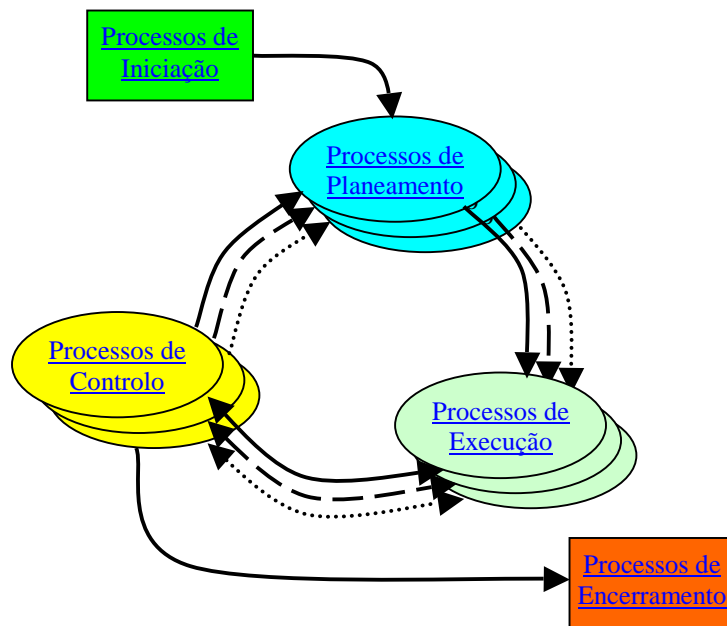 Processos de
Iniciação
Processos de
Planeamento
Processos de
Controlo
Processos de
Execução
Processos de
Encerramento